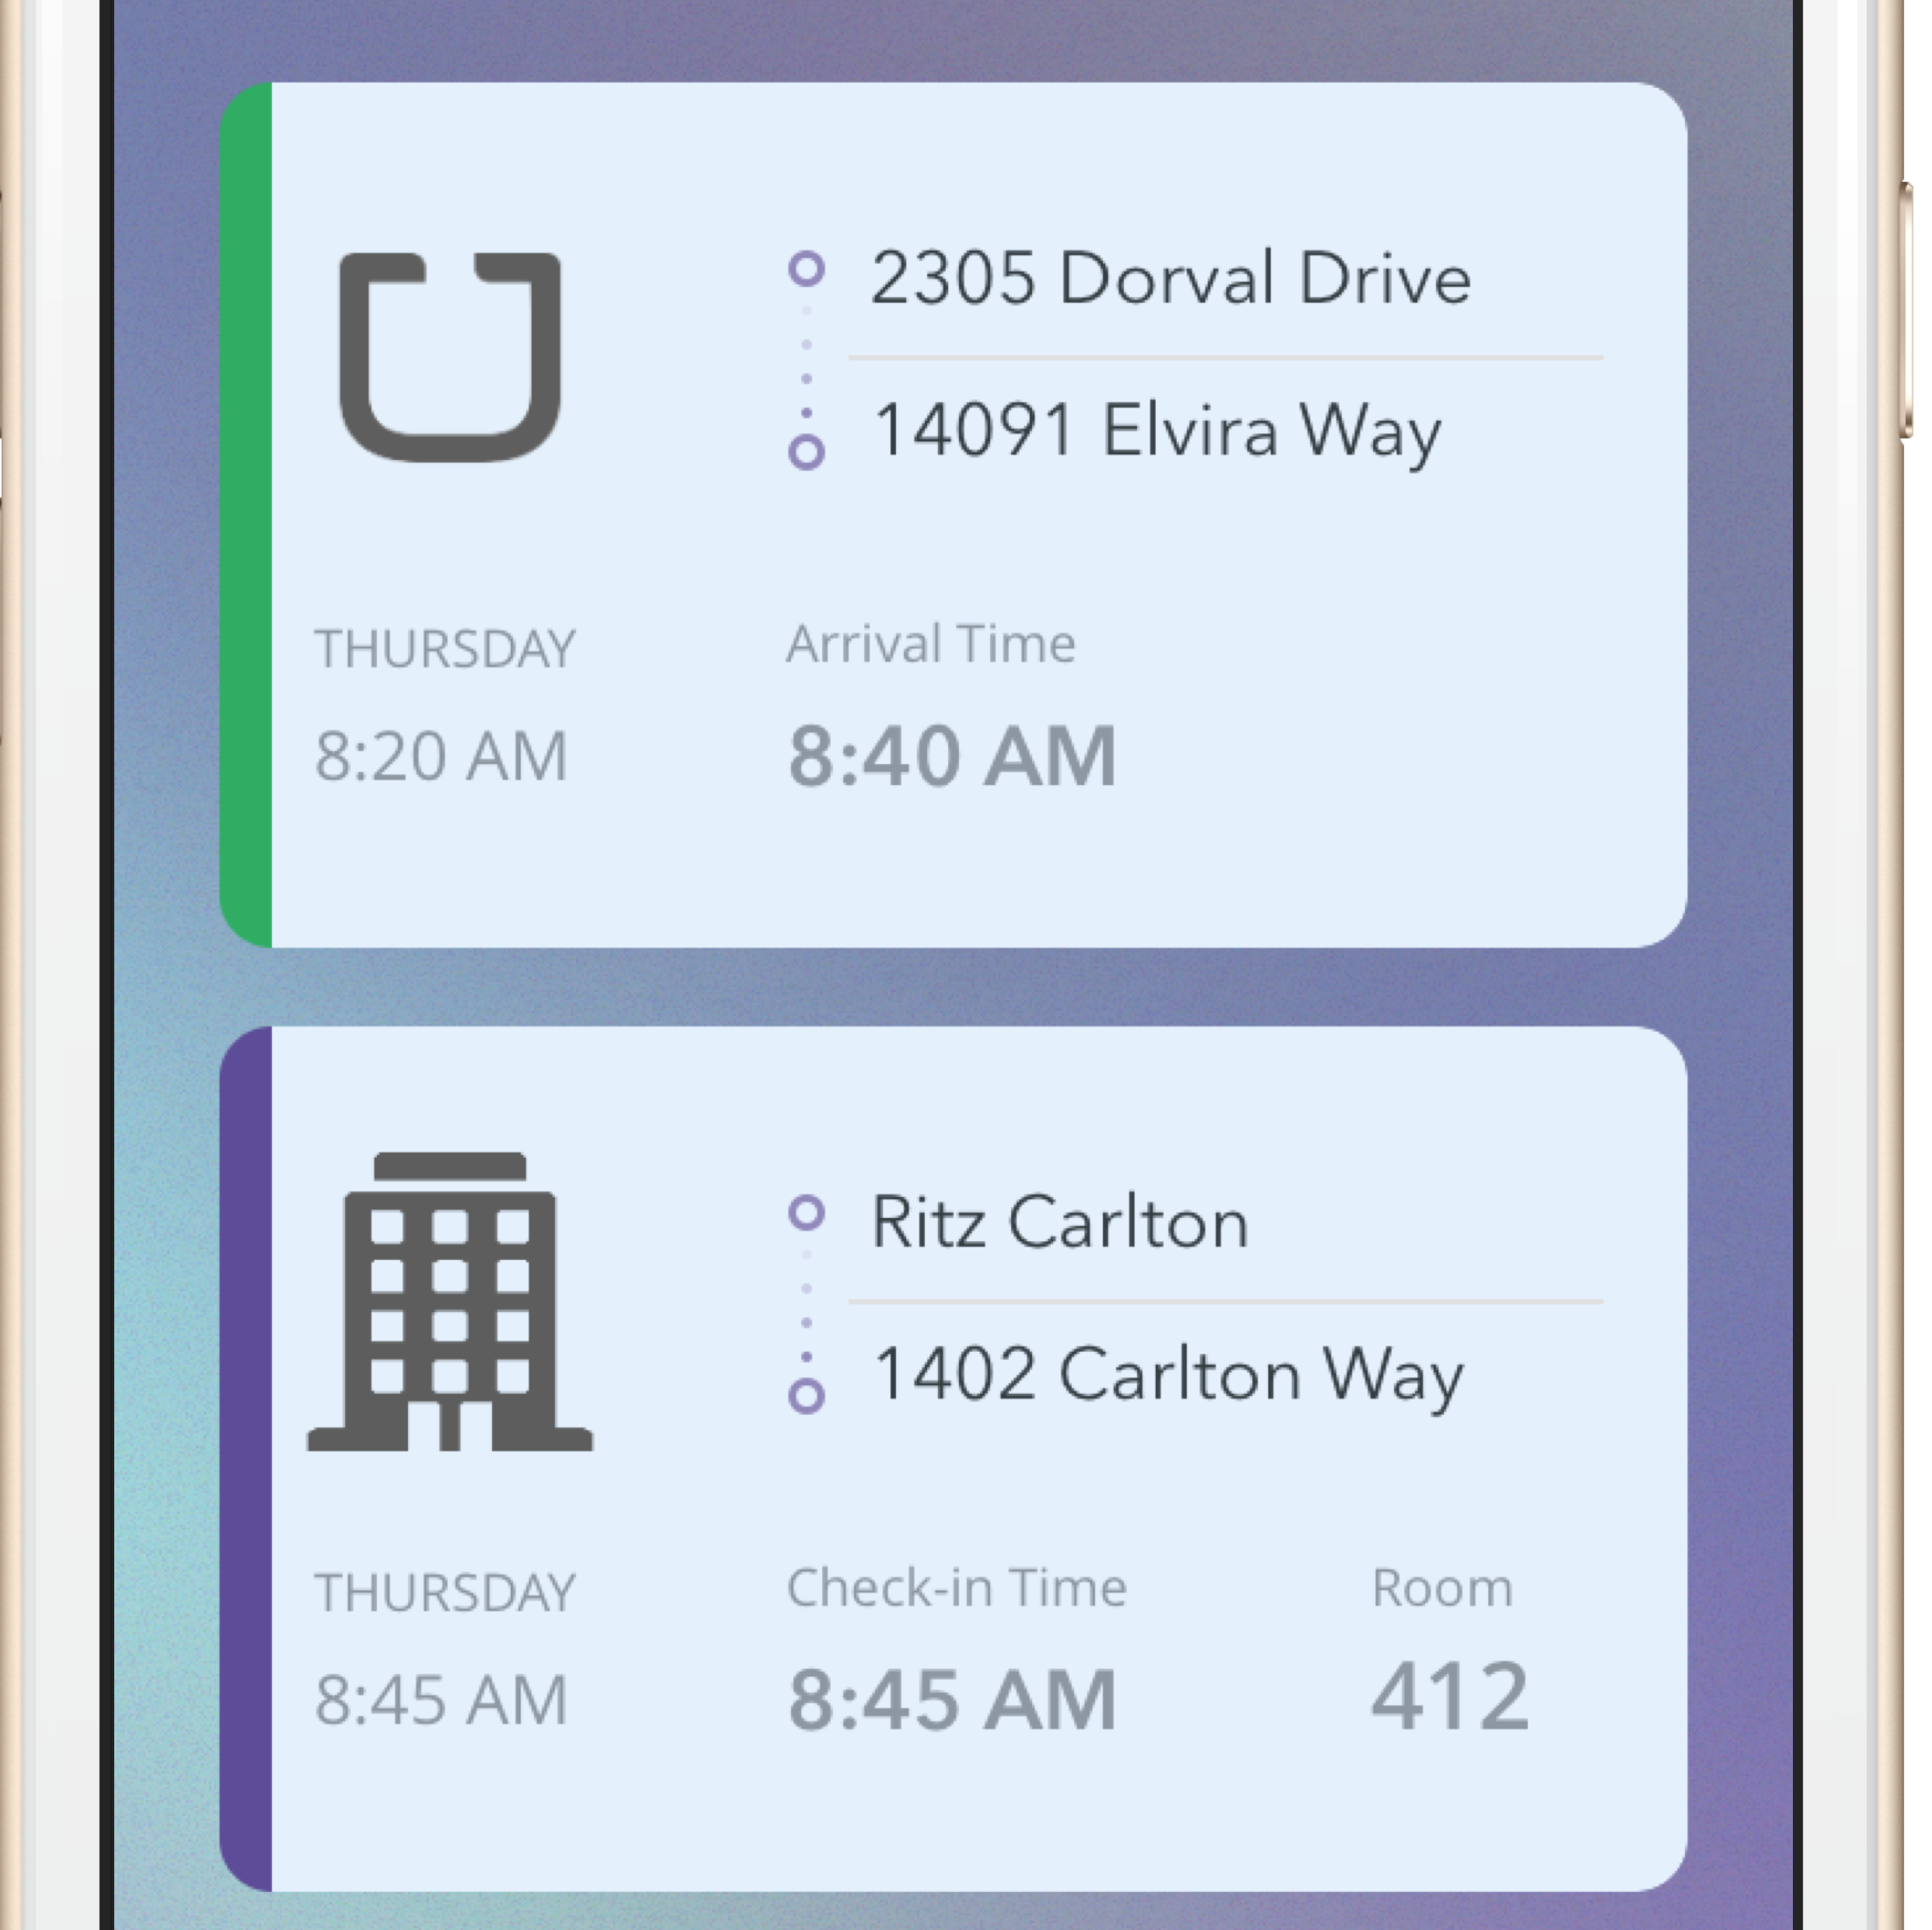 2305 Dorval Drive
14091 Elvira Way
THURSDAY
Arrival Time
8:20 AM
8:40 AM
Ritz Carlton
1402 Carlton Way
THURSDAY
Check-in Time
Room
8:45 AM
8:45 AM
412